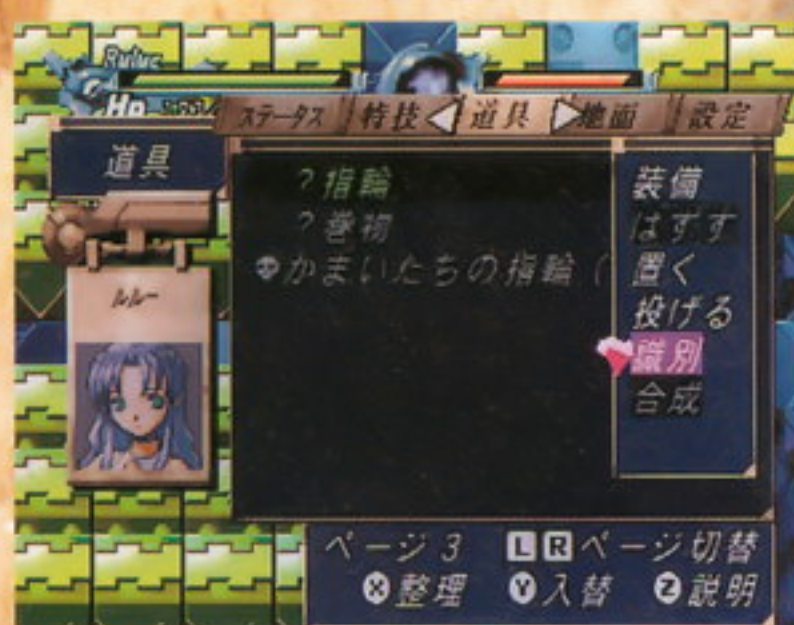 Rulue
Hp
ステータス 特技 道具 地面 設定
道具
?指輪
?巻物
かまいたちの指輪(
ルルー
装備
はずす
置く
投げる
識別
合成
ページ3 LRページ切替
X整理 Y入替 Z説明